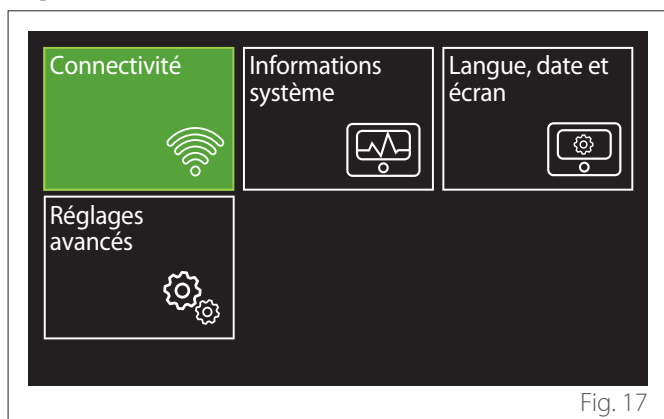 Connectivité
Informations
système
Langue, date et
écran
Réglages
avancés
Fig. 17